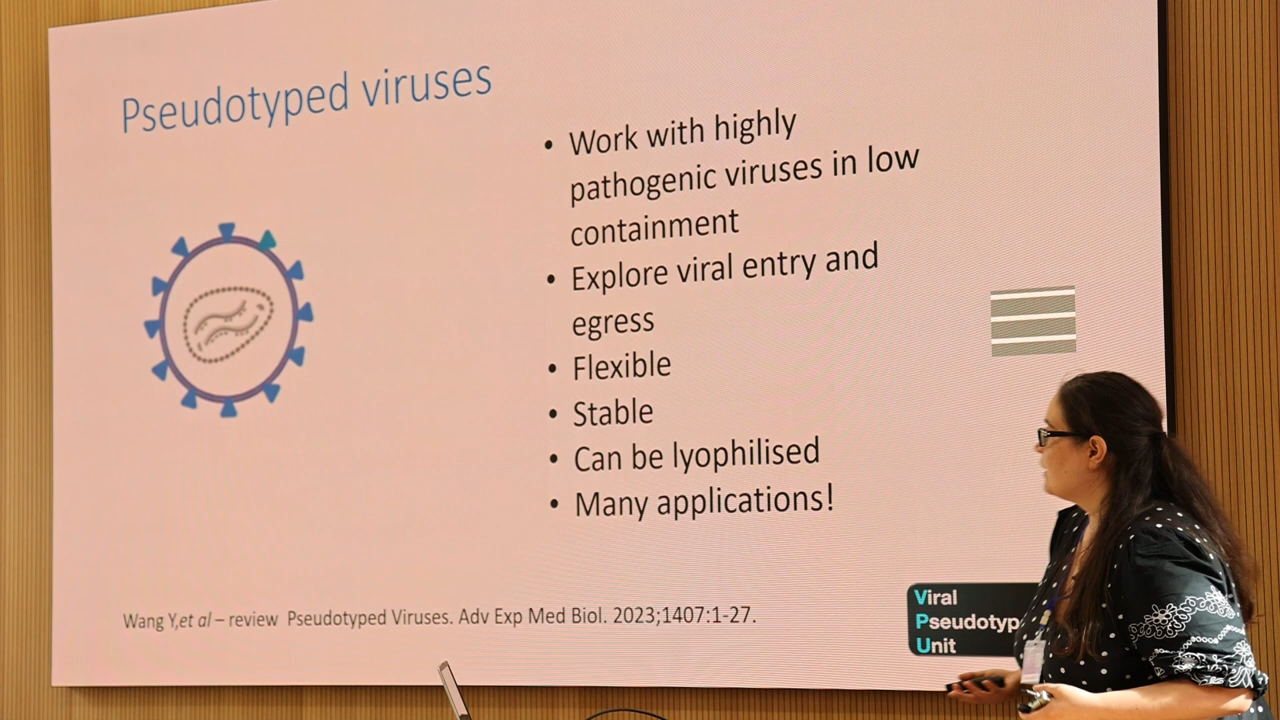 Pseudotyped viruses
• Work with highly
pathogenic viruses in low
containment
• Explore viral entry and
egress
• Flexible
• Stable
• Can be lyophilised
• Many applications!
Wang Y,et al – review Pseudotyped Viruses. Adv Exp Med Biol. 2023;1407:1-27.
Viral
Pseudotyp
Unit